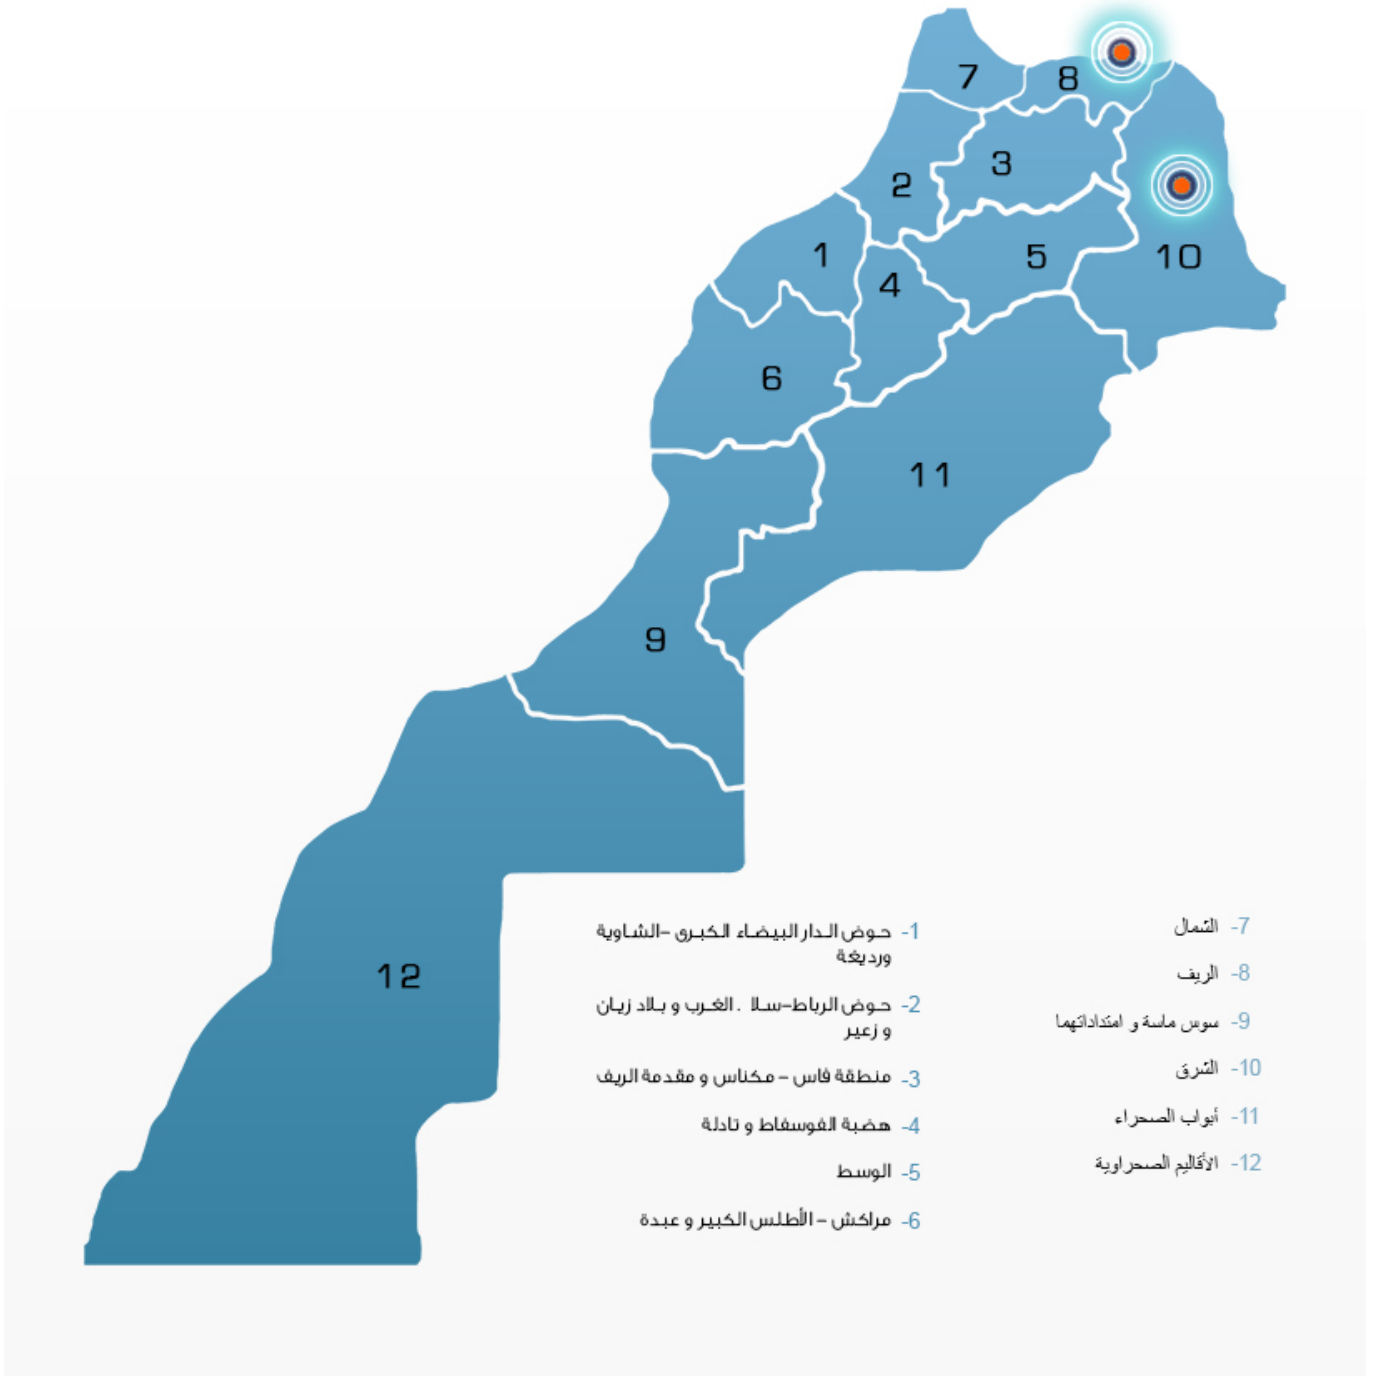 7
8
3
2
1
5
10
4
6
11
9
12
1- حوض الدار البيضاء الكبرى –الشاوية
ورديغة
2- حوض الرباط–سلا . الغرب و بلاد زيان
و زعير
3- منطقة فاس – مكناس و مقدمة الريف
4- هضبة الفوسفاط و تادلة
5- الوسط
6- مراكش – الأطلس الكبير و عبدة
7- الشمال
8- الريف
9- سوس ماسة و امتداداتهما
10- الشرق
11- أبواب الصحراء
12- الأقاليم الصحراوية